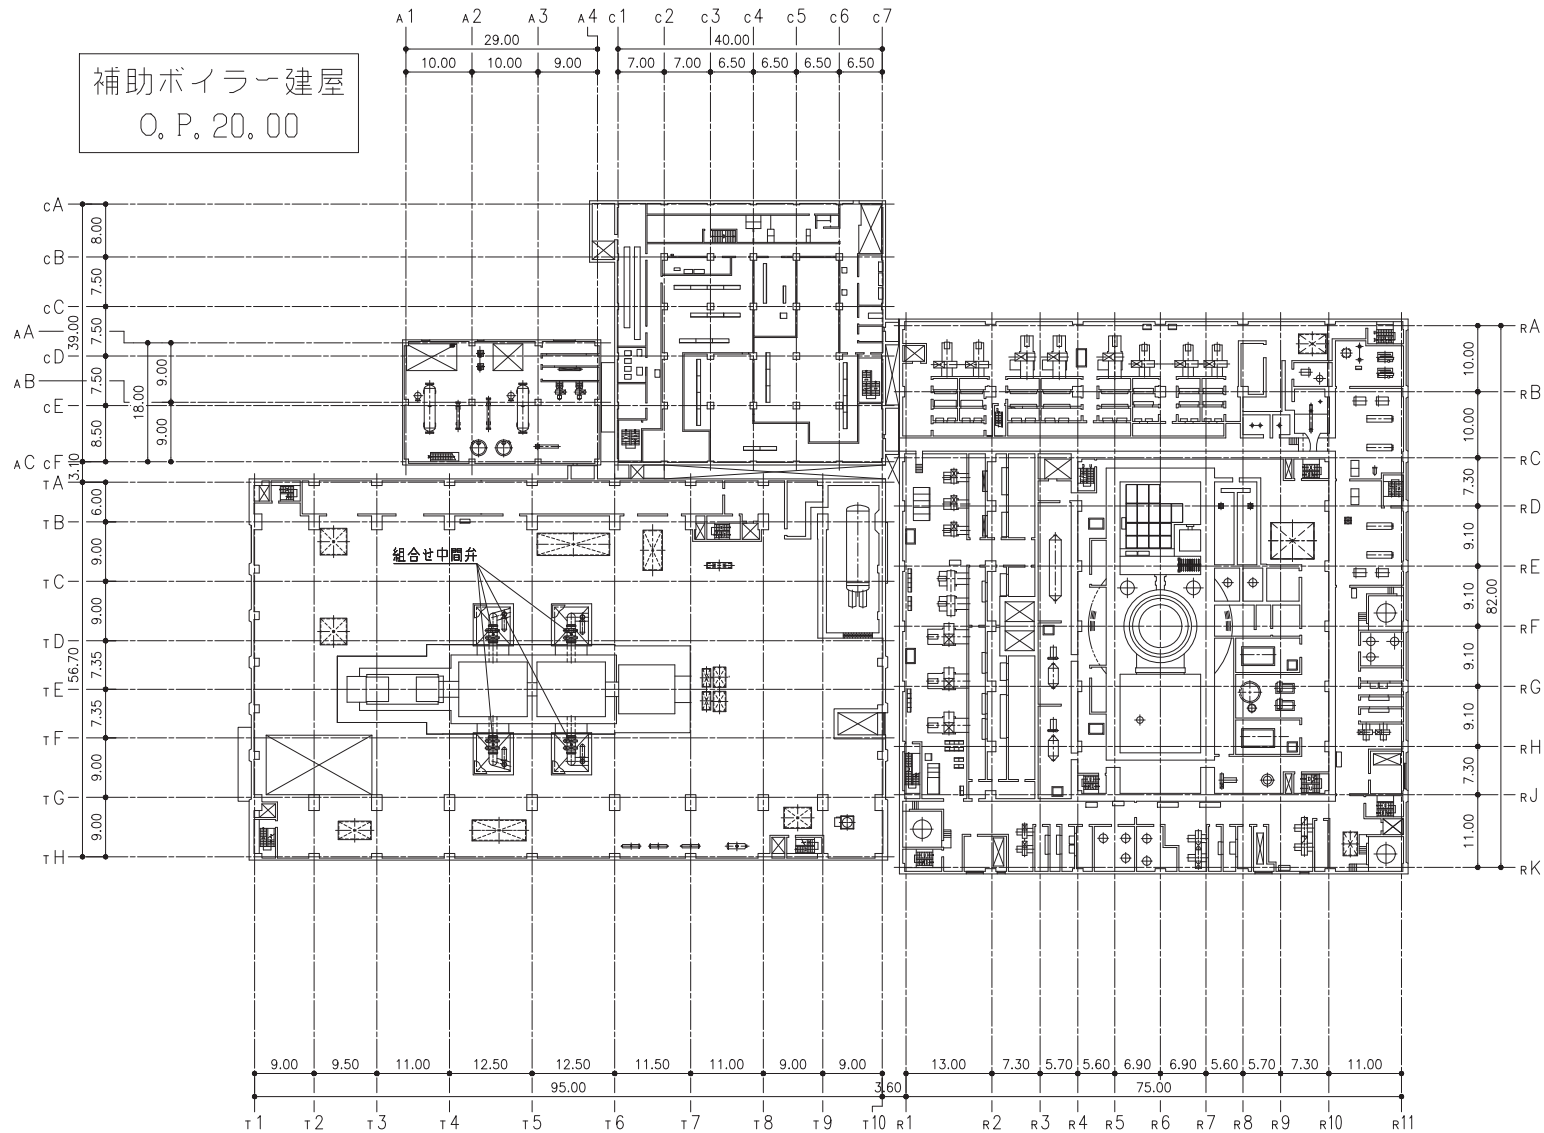 A1 A2 A3 A4 C1 C2 C3 C4 C5 C6 C7
29.00 40.00
10.00 10.00 9.00 7.00 7.00 6.50 6.50 6.50 6.50
補助ボイラー建屋
O.P.20.00
CA
8.00
CB
7.50
CC
7.50
AA
39.00
CD
7.50
AB
CE
8.50
AC CF
18.00
9.00
9.00
3.10
TA
6.00
TB
9.00
TC
9.00
TD
7.35
56.70
TE
7.35
TF
9.00
TG
9.00
TH
組合せ中間弁
RA
10.00
RB
10.00
RC
7.30
RD
9.10
RE
9.10
82.00
RF
9.10
RG
9.10
RH
7.30
RJ
11.00
RK
9.00 9.50 11.00 12.50 12.50 11.50 11.00 9.00 9.00 13.00 7.30 5.70 5.60 6.90 6.90 5.60 5.70 7.30 11.00
95.00 3.60 75.00
T1 T2 T3 T4 T5 T6 T7 T8 T9 T10 R1 R2 R3 R4 R5 R6 R7 R8 R9 R10 R11